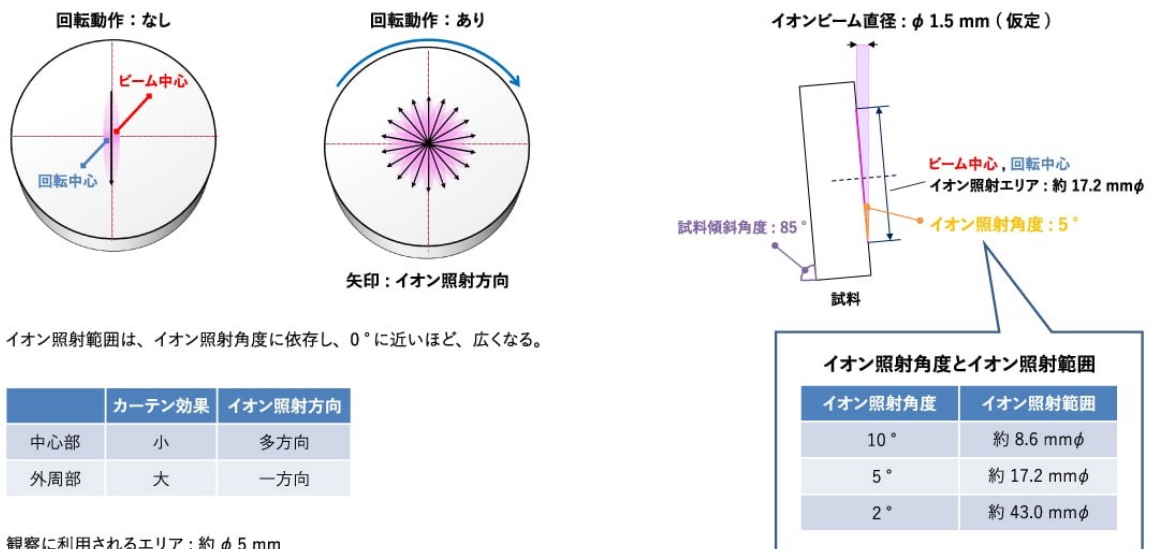 回転動作：なし
ビーム中心
回転中心
回転動作：あり
矢印：イオン照射方向
イオンビーム直径：φ 1.5 mm（仮定）
ビーム中心 , 回転中心
イオン照射エリア：約 17.2 mmφ
試料傾斜角度：85 °
イオン照射角度：5 °
試料
イオン照射範囲は、イオン照射角度に依存し、0 °に近いほど、広くなる。
カーテン効果 イオン照射方向
中心部 小 多方向
外周部 大 一方向
観察に利用されるエリア：約 φ 5 mm
イオン照射角度とイオン照射範囲
イオン照射角度 イオン照射範囲
10 ° 約 8.6 mmφ
5 ° 約 17.2 mmφ
2 ° 約 43.0 mmφ